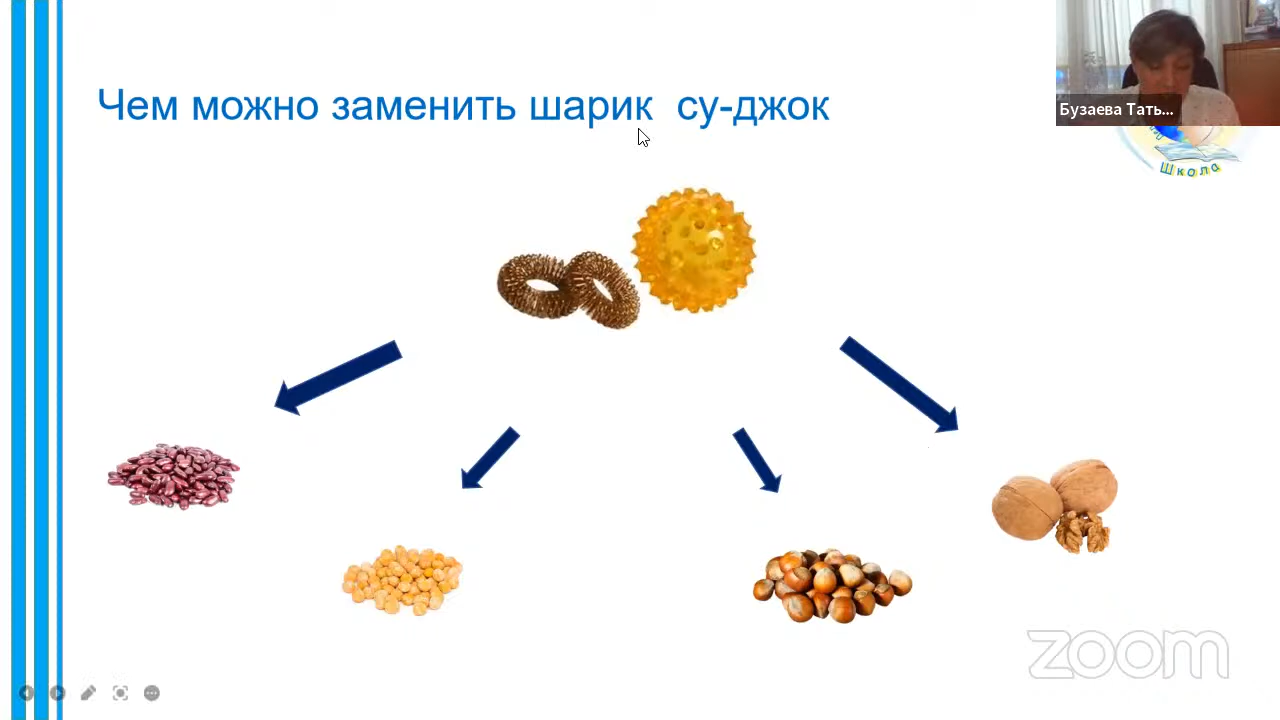 Чем можно заменить шарик су-джок
Бузаева Тать...
Школа
zoom